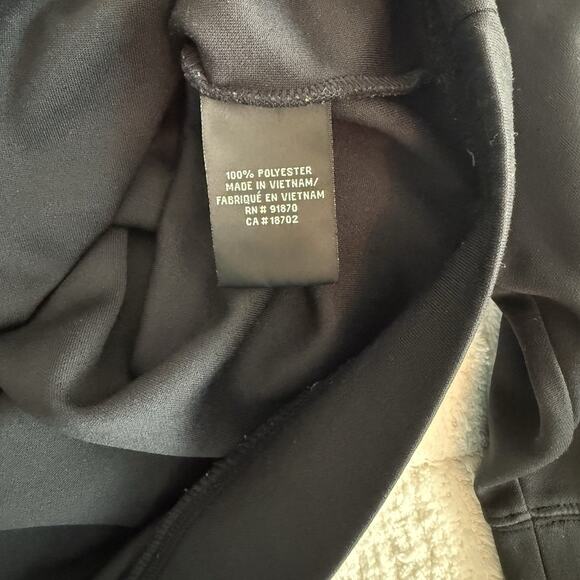 100% POLYESTER
MADE IN VIETNAM/
FABRIQUÉ EN VIETNAM
RN# 91870
CA#18702